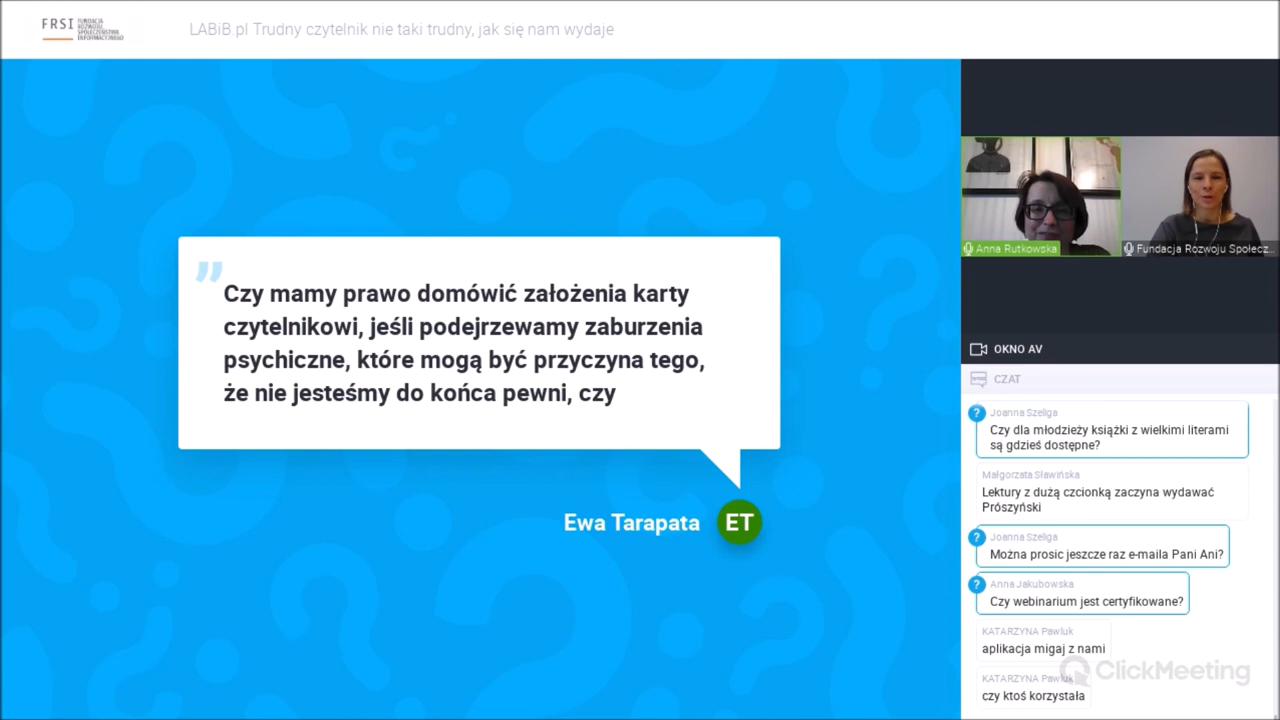 FRSI FUNDACJA
ROZWOJU
SPOŁECZEŃSTWA
INFORMACYJNEGO
LABiB.pl Trudny czytelnik nie taki trudny, jak się nam wydaje
Czy mamy prawo domówić założenia karty
czytelnikowi, jeśli podejrzewamy zaburzenia
psychiczne, które mogą być przyczyna tego,
że nie jesteśmy do końca pewni, czy
Ewa Tarapata ET
Anna Rutkowska
Fundacja Rozwoju Społecz...
OKNO AV
CZAT
? Joanna Szeliga
Czy dla młodzieży książki z wielkimi literami
są gdzieś dostępne?
Małgorzata Sławińska
Lektury z dużą czcionką zaczyna wydawać
Prószyński
? Joanna Szeliga
Można prosic jeszcze raz e-maila Pani Ani?
? Anna Jakubowska
Czy webinarium jest certyfikowane?
KATARZYNA Pawluk
aplikacja migaj z nami
KATARZYNA Pawluk
czy ktoś korzystała
ClickMeeting